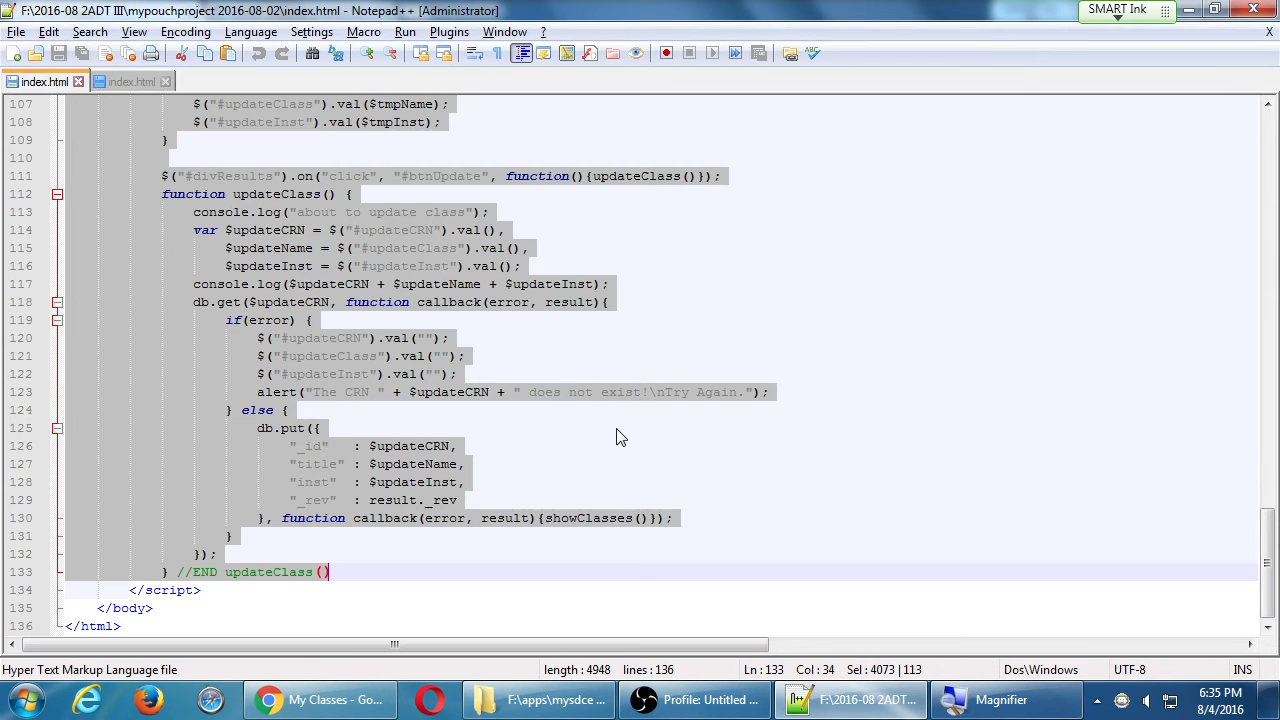 F:\2016-08 2ADT III\mypouchproject 2016-08-02\index.html - Notepad++ [Administrator]
SMART Ink
File Edit Search View Encoding Language Settings Macro Run Plugins Window ? X
index.html index.html
107 $("#updateClass").val($tmpName);
108 $("#updateInst").val($tmpInst);
109 }
110
111 $("#divResults").on("click", "#btnUpdate", function(){updateClass()});
112 function updateClass() {
113 console.log("about to update class");
114 var $updateCRN = $("#updateCRN").val(),
115 $updateName = $("#updateClass").val(),
116 $updateInst = $("#updateInst").val();
117 console.log($updateCRN + $updateName + $updateInst);
118 db.get($updateCRN, function callback(error, result){
119 if(error) {
120 $("#updateCRN").val("");
121 $("#updateClass").val("");
122 $("#updateInst").val("");
123 alert("The CRN " + $updateCRN + " does not exist!\nTry Again.");
124 } else {
125 db.put({
126 "_id" : $updateCRN,
127 "title" : $updateName,
128 "inst" : $updateInst,
129 "_rev" : result._rev
130 }, function callback(error, result){showClasses()});
131 }
132 });
133 } //END updateClass()
134 </script>
135 </body>
136 </html>
Hyper Text Markup Language file length : 4948 lines : 136 Ln : 133 Col : 34 Sel : 4073 | 113 Dos\Windows UTF-8 INS
My Classes - Go... F:\apps\mysdce ... Profile: Untitled ... F:\2016-08 2ADT... Magnifier 6:35 PM
8/4/2016